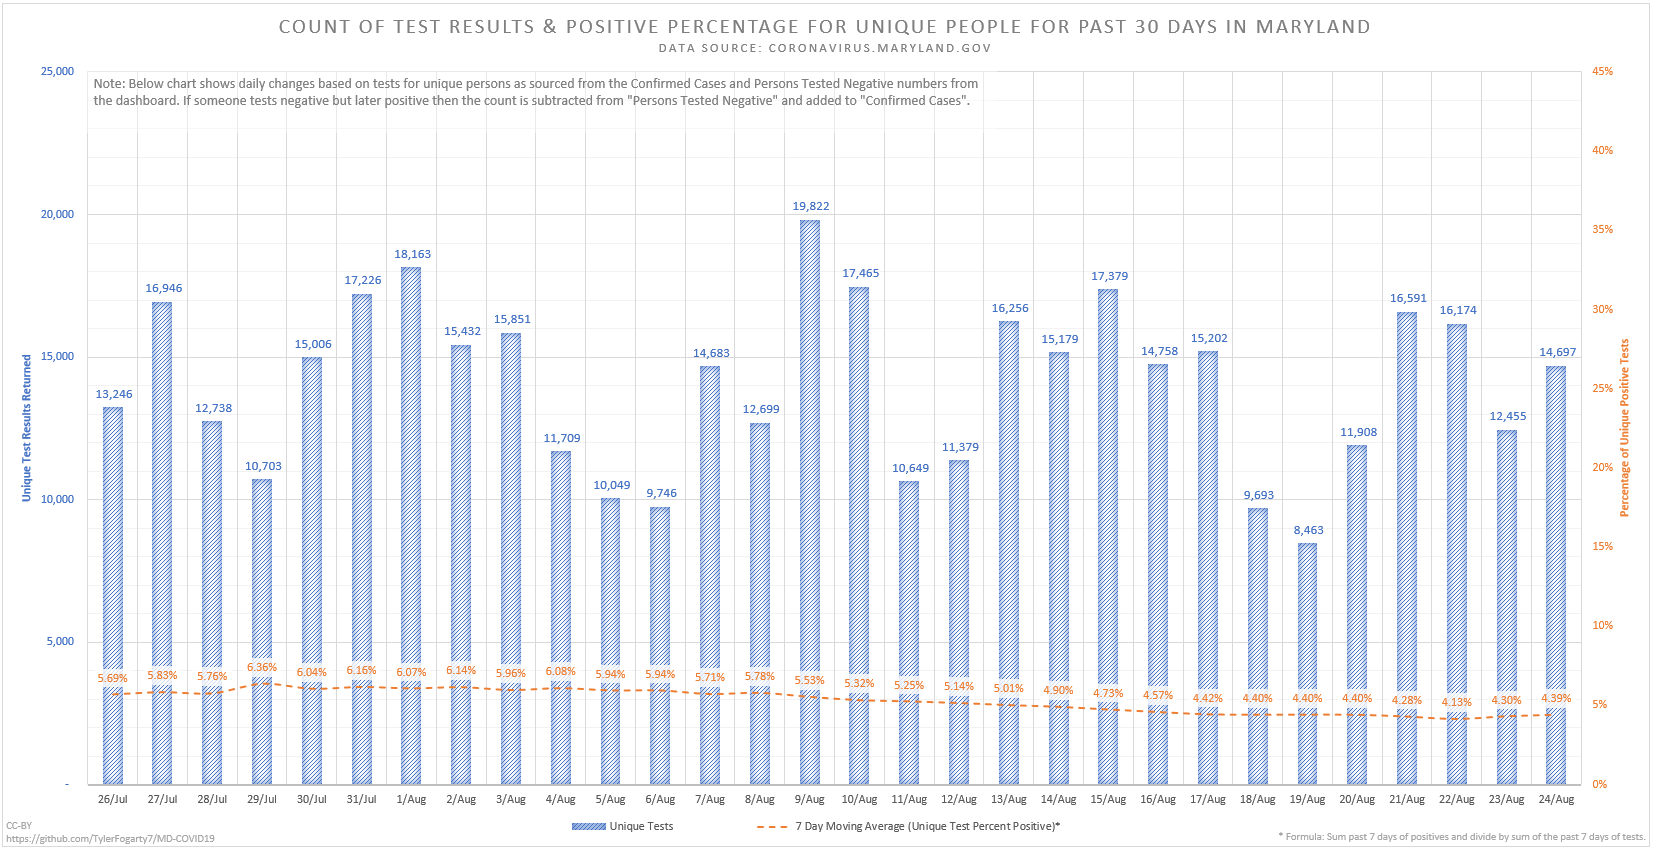 COUNT OF TEST RESULTS & POSITIVE PERCENTAGE FOR UNIQUE PEOPLE FOR PAST 30 DAYS IN MARYLAND
DATA SOURCE: CORONAVIRUS.MARYLAND.GOV
Note: Below chart shows daily changes based on tests for unique persons as sourced from the Confirmed Cases and Persons Tested Negative numbers from
the dashboard. If someone tests negative but later positive then the count is subtracted from "Persons Tested Negative" and added to "Confirmed Cases".
Unique Test Results Returned
25,000
20,000
15,000
10,000
5,000
-
13,246
16,946
12,738
10,703
15,006
17,226
18,163
15,432
15,851
11,709
10,049
9,746
14,683
12,699
19,822
17,465
10,649
11,379
16,256
15,179
17,379
14,758
15,202
9,693
8,463
11,908
16,591
16,174
12,455
14,697
5.69%
5.83%
5.76%
6.36%
6.04%
6.16%
6.07%
6.14%
5.96%
6.08%
5.94%
5.94%
5.71%
5.78%
5.53%
5.32%
5.25%
5.14%
5.01%
4.90%
4.73%
4.57%
4.42%
4.40%
4.40%
4.40%
4.28%
4.13%
4.30%
4.39%
45%
40%
35%
30%
25%
20%
15%
10%
5%
0%
Percentage of Unique Positive Tests
26/Jul
27/Jul
28/Jul
29/Jul
30/Jul
31/Jul
1/Aug
2/Aug
3/Aug
4/Aug
5/Aug
6/Aug
7/Aug
8/Aug
9/Aug
10/Aug
11/Aug
12/Aug
13/Aug
14/Aug
15/Aug
16/Aug
17/Aug
18/Aug
19/Aug
20/Aug
21/Aug
22/Aug
23/Aug
24/Aug
Unique Tests
7 Day Moving Average (Unique Test Percent Positive)*
CC-BY
https://github.com/TylerFogarty7/MD-COVID19
* Formula: Sum past 7 days of positives and divide by sum of the past 7 days of tests.